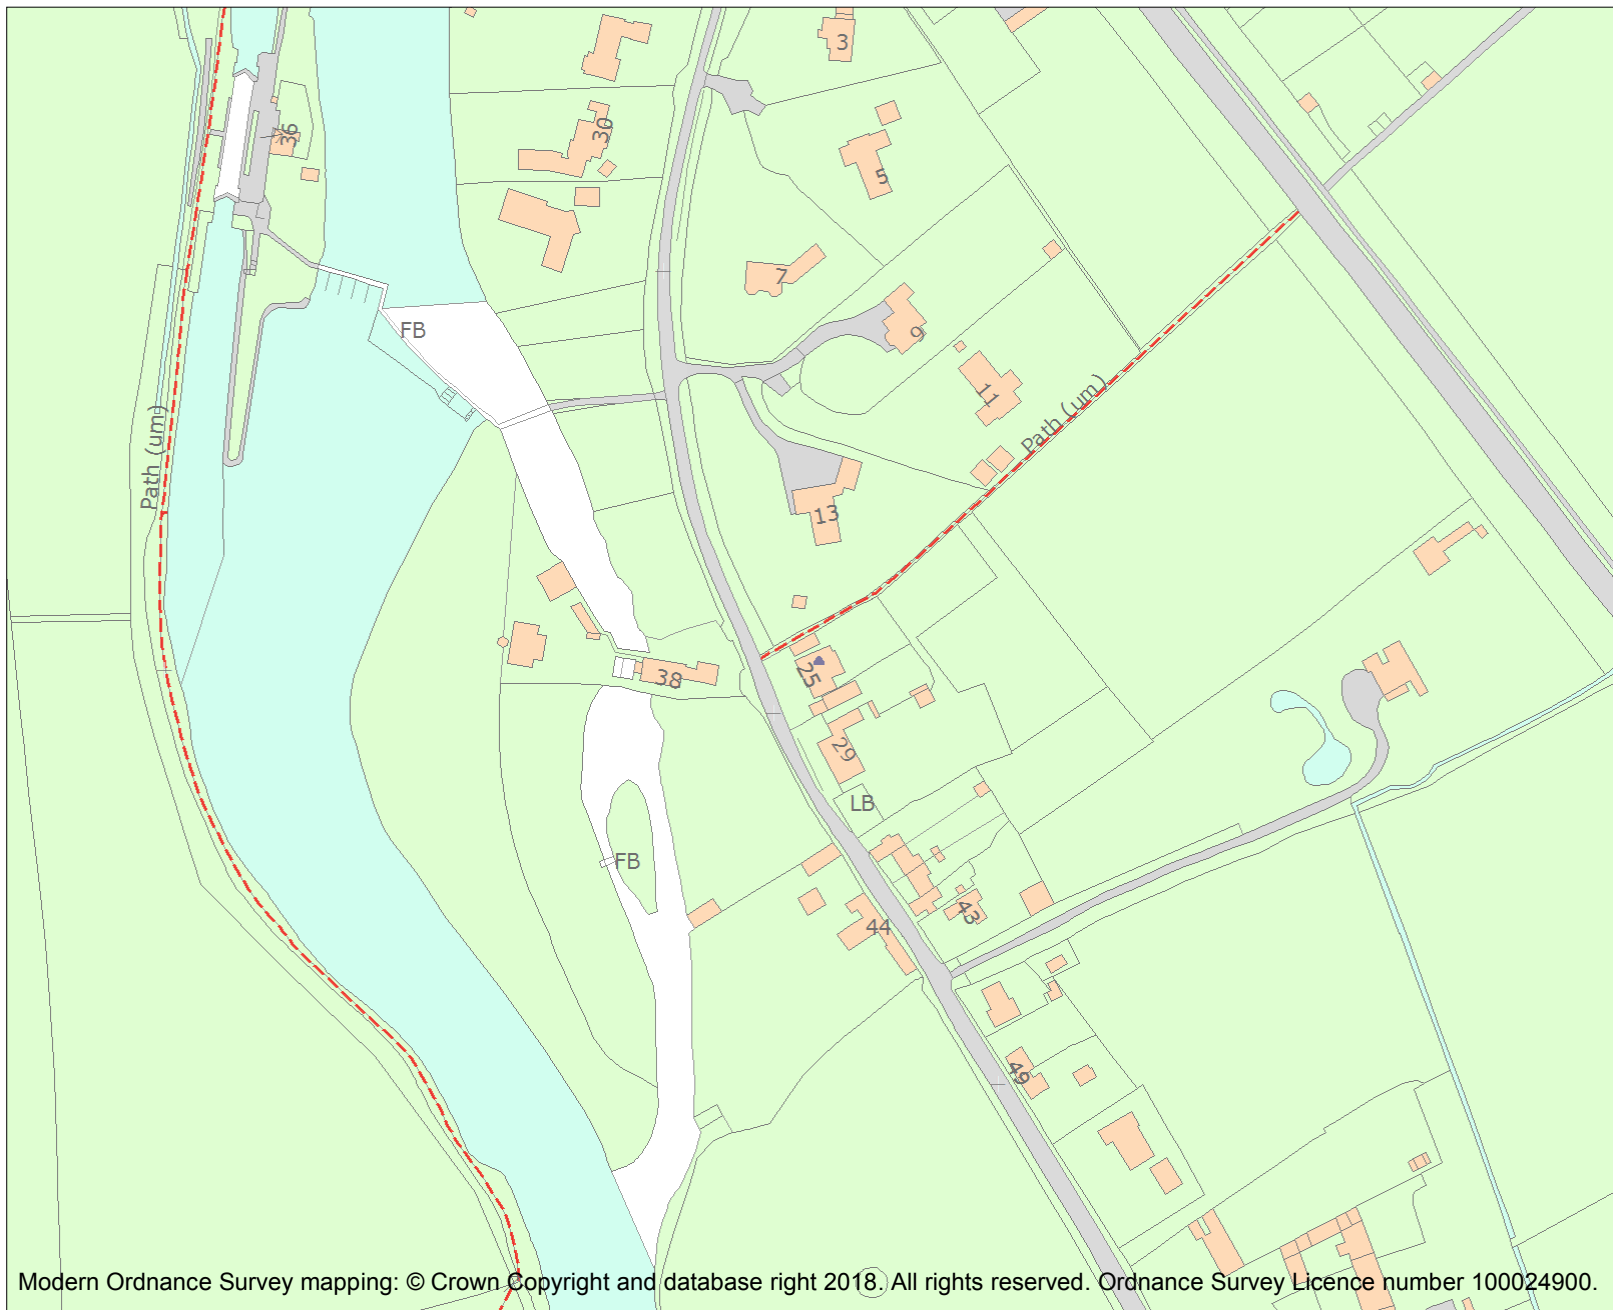 3
36
30
5
7
FB
9
11
Path (um)
Path (um)
13
25
38
29
LB
FB
43
44
49
Modern Ordnance Survey mapping: © Crown Copyright and database right 2018. All rights reserved. Ordnance Survey Licence number 100024900.